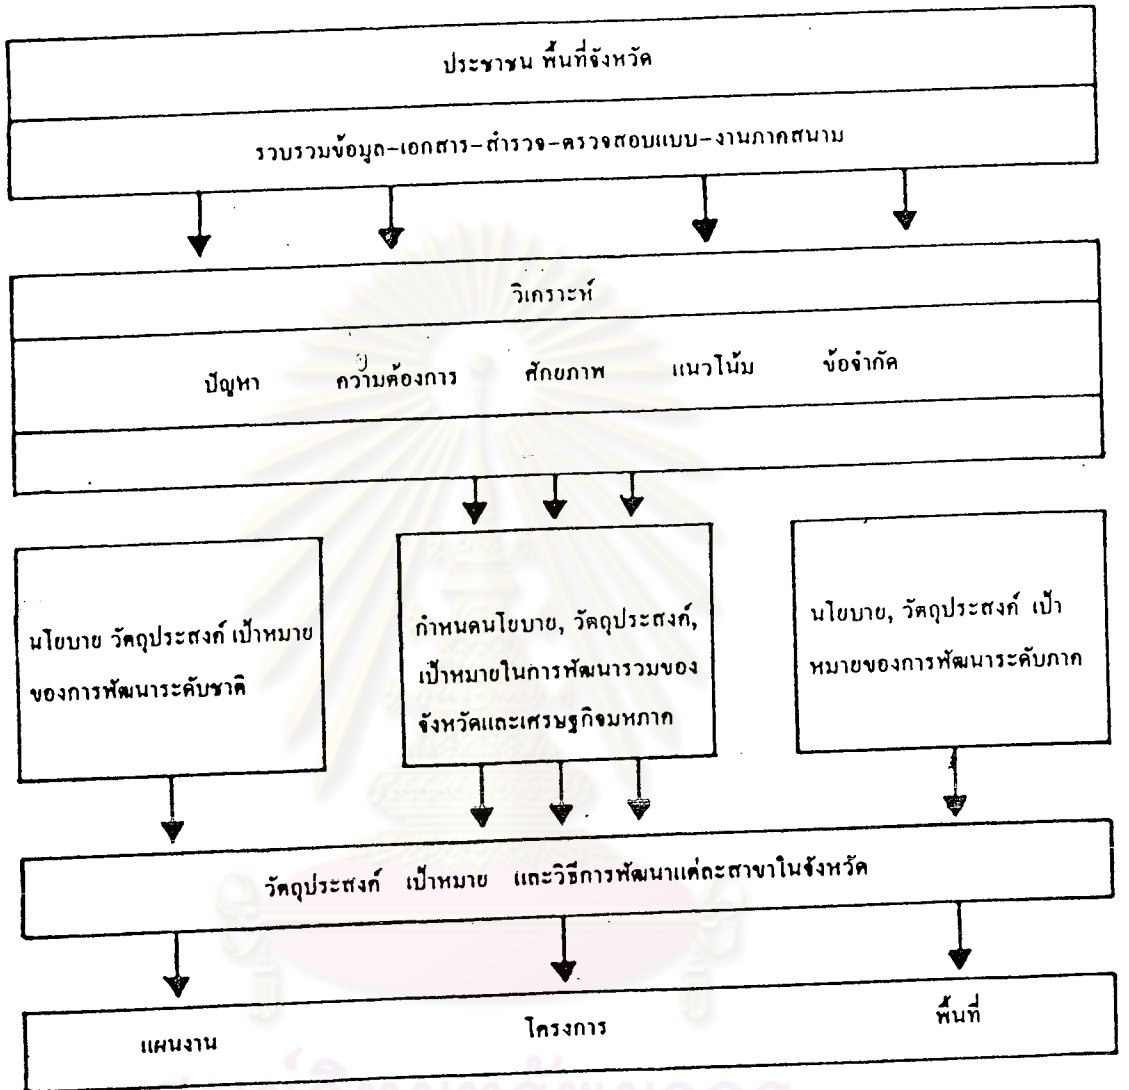 ประชาชน พื้นที่จังหวัด
รวบรวมข้อมูล-เอกสาร-สำรวจ-ตรวจสอบแบบ-งานภาคสนาม
วิเคราะห์
ปัญหา ความต้องการ ศักยภาพ แนวโน้ม ข้อจำกัด
นโยบาย วัตถุประสงค์ เป้าหมาย
ของการพัฒนาระดับชาติ
กำหนดนโยบาย, วัตถุประสงค์,
เป้าหมายในการพัฒนารวมของ
จังหวัดและเศรษฐกิจมหภาค
นโยบาย, วัตถุประสงค์ เป้า
หมายของการพัฒนาระดับภาค
วัตถุประสงค์ เป้าหมาย และวิธีการพัฒนาแต่ละสาขาในจังหวัด
แผนงาน โครงการ พื้นที่